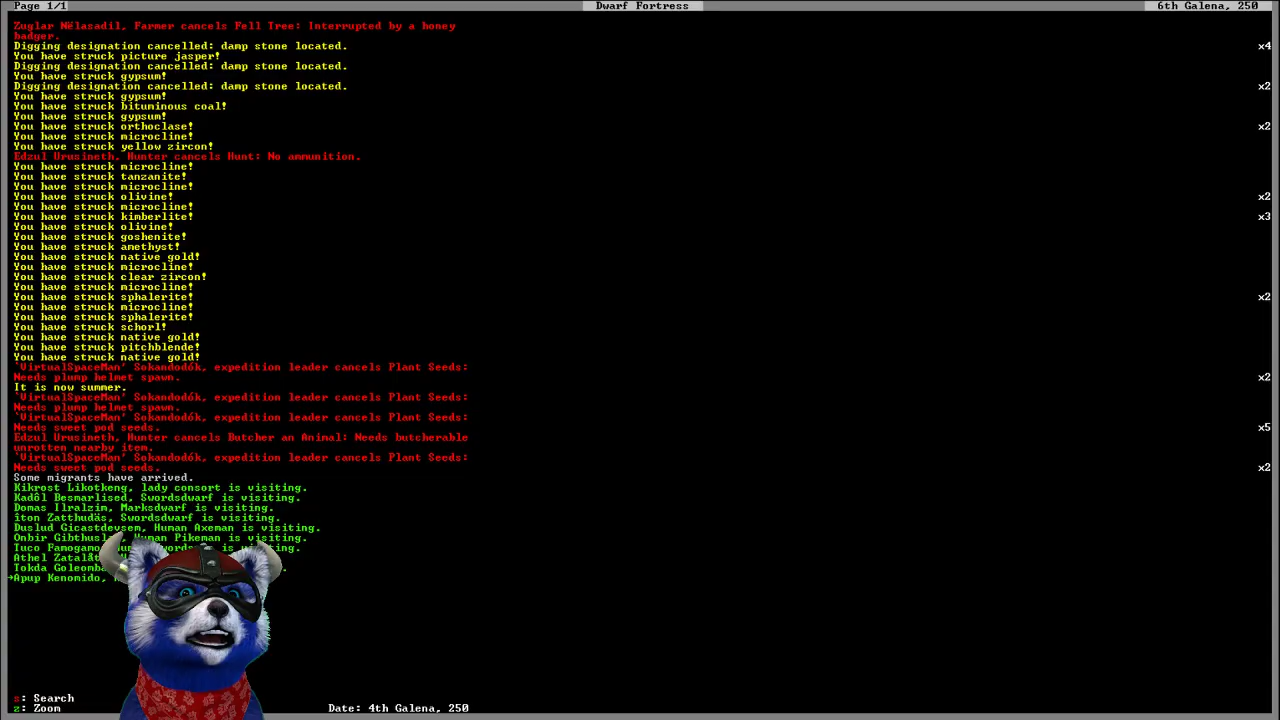 Page 1/1 Dwarf Fortress 6th Galena, 250
Zuglar Nëlasadil, Farmer cancels Fell Tree: Interrupted by a honey
badger.
Digging designation cancelled: damp stone located. x4
You have struck picture jasper!
Digging designation cancelled: damp stone located.
You have struck gypsum!
Digging designation cancelled: damp stone located. x2
You have struck gypsum!
You have struck bituminous coal!
You have struck gypsum!
You have struck orthoclase! x2
You have struck microcline!
You have struck yellow zircon!
Edzul Urusineth, Hunter cancels Hunt: No ammunition.
You have struck microcline!
You have struck tanzanite!
You have struck microcline!
You have struck olivine! x2
You have struck microcline!
You have struck kimberlite! x3
You have struck olivine!
You have struck goshenite!
You have struck amethyst!
You have struck native gold!
You have struck microcline!
You have struck clear zircon!
You have struck microcline!
You have struck sphalerite! x2
You have struck microcline!
You have struck sphalerite!
You have struck schorl!
You have struck native gold!
You have struck pitchblende!
You have struck native gold!
'VirtualSpaceMan' Sokandodók, expedition leader cancels Plant Seeds:
Needs plump helmet spawn. x2
It is now summer.
'VirtualSpaceMan' Sokandodók, expedition leader cancels Plant Seeds:
Needs plump helmet spawn.
'VirtualSpaceMan' Sokandodók, expedition leader cancels Plant Seeds:
Needs sweet pod seeds. x5
Edzul Urusineth, Hunter cancels Butcher an Animal: Needs butcherable
unrotten nearby item.
'VirtualSpaceMan' Sokandodók, expedition leader cancels Plant Seeds:
Needs sweet pod seeds. x2
Some migrants have arrived.
Kikrost Likotkeng, lady consort is visiting.
Kadôl Besmarlised, Swordsdwarf is visiting.
Domas Ilralzim, Marksdwarf is visiting.
Iton Zatthudäs, Swordsdwarf is visiting.
Duslud Gicastdevsem, Human Axeman is visiting.
Onbir Human Pikeman is visiting.
Tuco is visiting.
Athel
Tokda
Apup Kenomido,
s: Search
z: Zoom Date: 4th Galena, 250